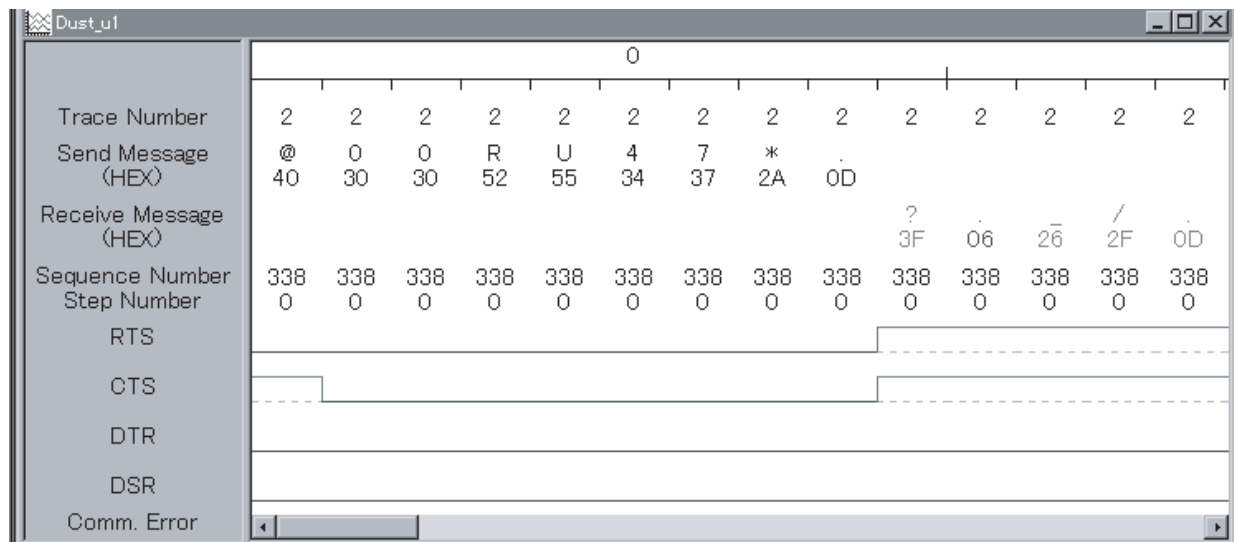 Dust_u1
0
Trace Number 2 2 2 2 2 2 2 2 2 2 2 2 2 2
Send Message @ 0 0 R U 4 7 * .
(HEX) 40 30 30 52 55 34 37 2A 0D
Receive Message ? . _ / .
(HEX) 3F 06 26 2F 0D
Sequence Number 338 338 338 338 338 338 338 338 338 338 338 338 338 338
Step Number 0 0 0 0 0 0 0 0 0 0 0 0 0 0
RTS
CTS
DTR
DSR
Comm. Error